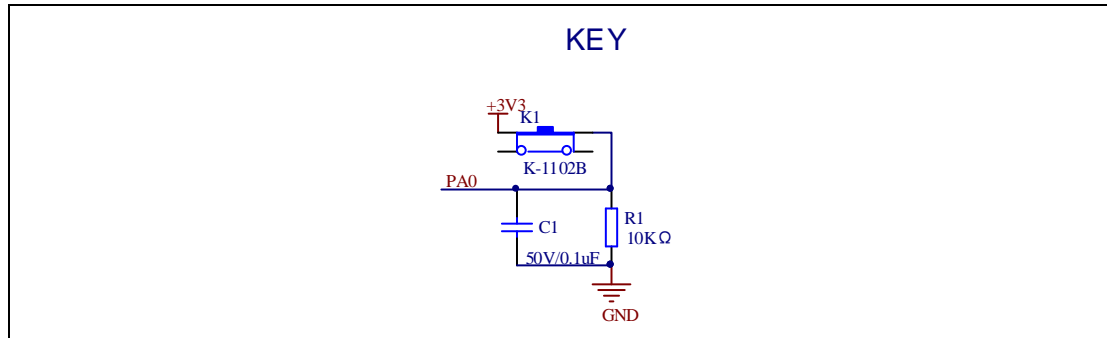 KEY
+3V3
K1
K-1102B
PA0
C1
R1
10KΩ
50V/0.1uF
GND